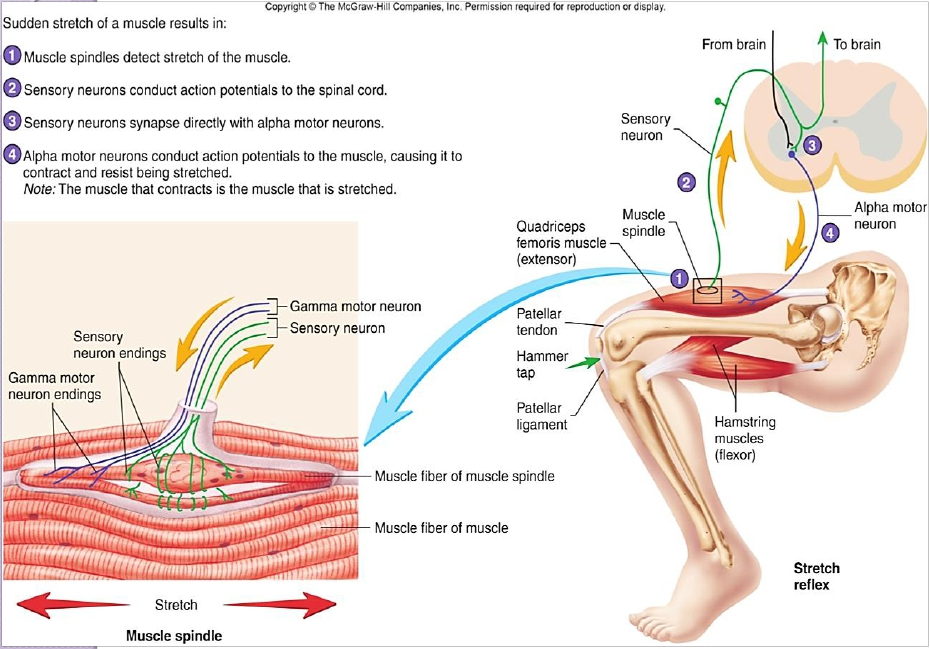 Copyright © The McGraw-Hill Companies, Inc. Permission required for reproduction or display.
Sudden stretch of a muscle results in:
1 Muscle spindles detect stretch of the muscle.
2 Sensory neurons conduct action potentials to the spinal cord.
3 Sensory neurons synapse directly with alpha motor neurons.
4 Alpha motor neurons conduct action potentials to the muscle, causing it to
contract and resist being stretched.
Note: The muscle that contracts is the muscle that is stretched.
From brain
To brain
Sensory
neuron
3
2
Alpha motor
neuron
4
Muscle
spindle
Quadriceps
femoris muscle
(extensor)
1
Patellar
tendon
Hammer
tap
Patellar
ligament
Hamstring
muscles
(flexor)
Stretch
reflex
Gamma motor neuron
Sensory neuron
Sensory
neuron endings
Gamma motor
neuron endings
Muscle fiber of muscle spindle
Muscle fiber of muscle
Stretch
Muscle spindle